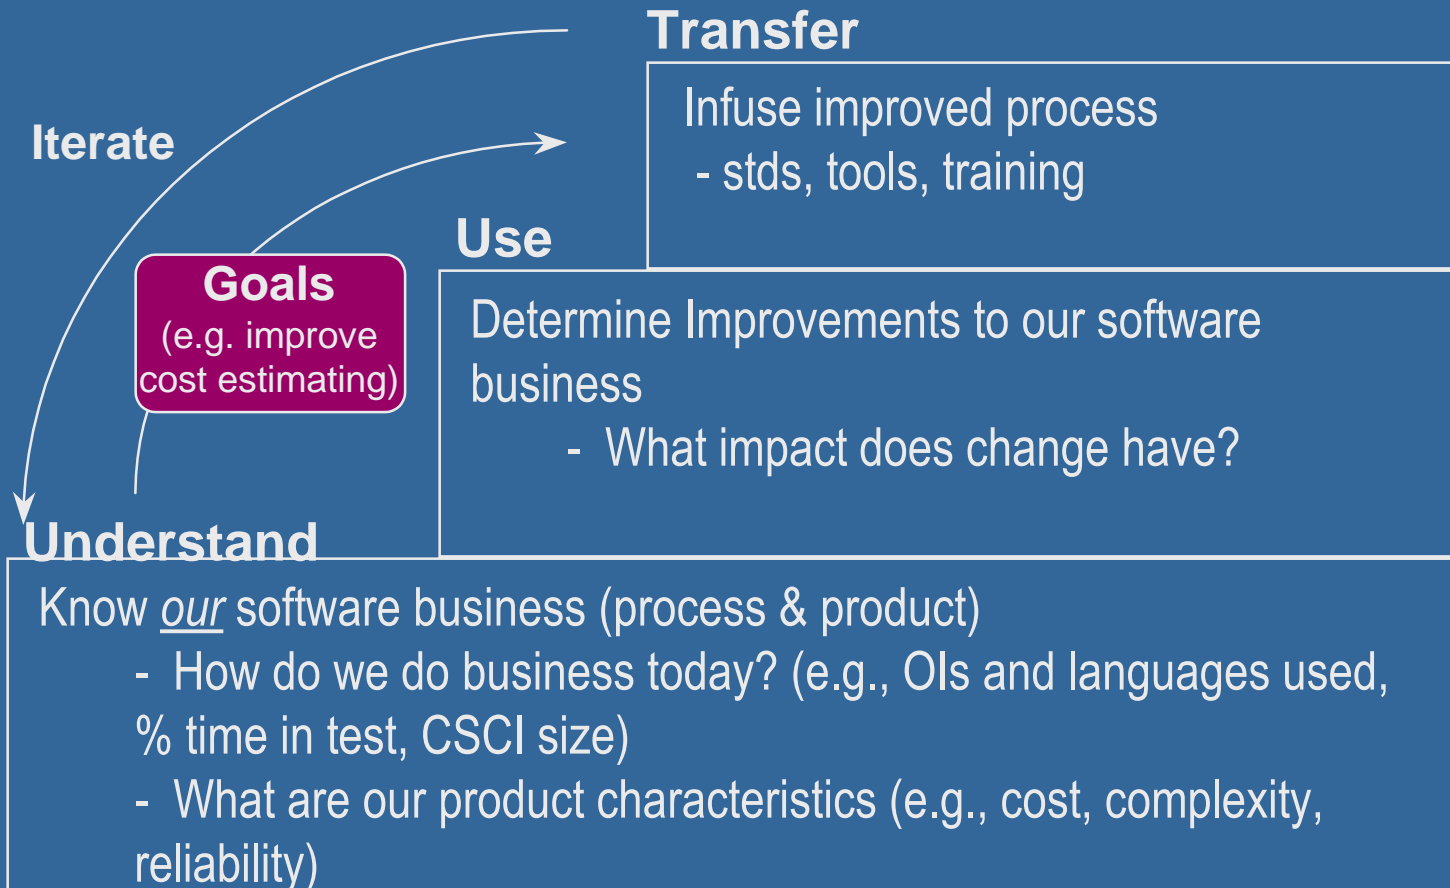 Transfer
Infuse improved process
- stds, tools, training
Iterate
Use
Goals
(e.g. improve
cost estimating)
Determine Improvements to our software
business
- What impact does change have?
Understand
Know our software business (process & product)
- How do we do business today? (e.g., OIs and languages used,
% time in test, CSCI size)
- What are our product characteristics (e.g., cost, complexity,
reliability)